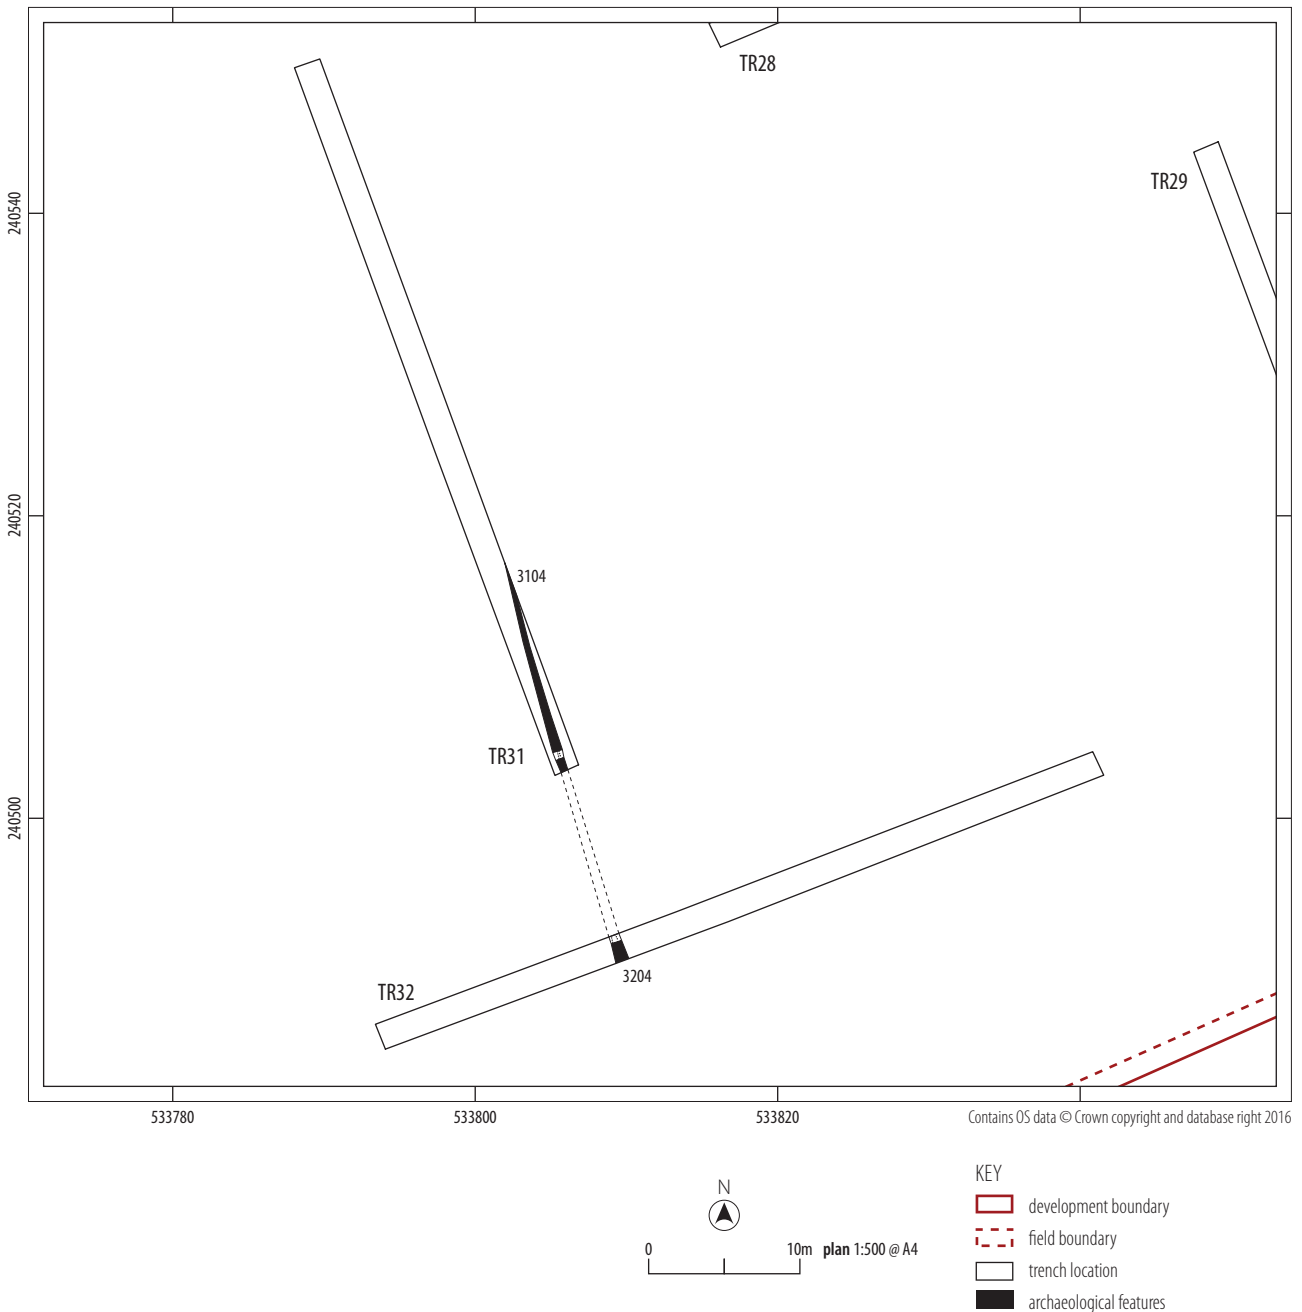 TR28
TR29
240540
240520
3104
TR31
240500
3204
TR32
533780
533800
533820
Contains OS data © Crown copyright and database right 2016
KEY
N
development boundary
field boundary
0
10m
plan 1:500 @ A4
trench location
archaeological features